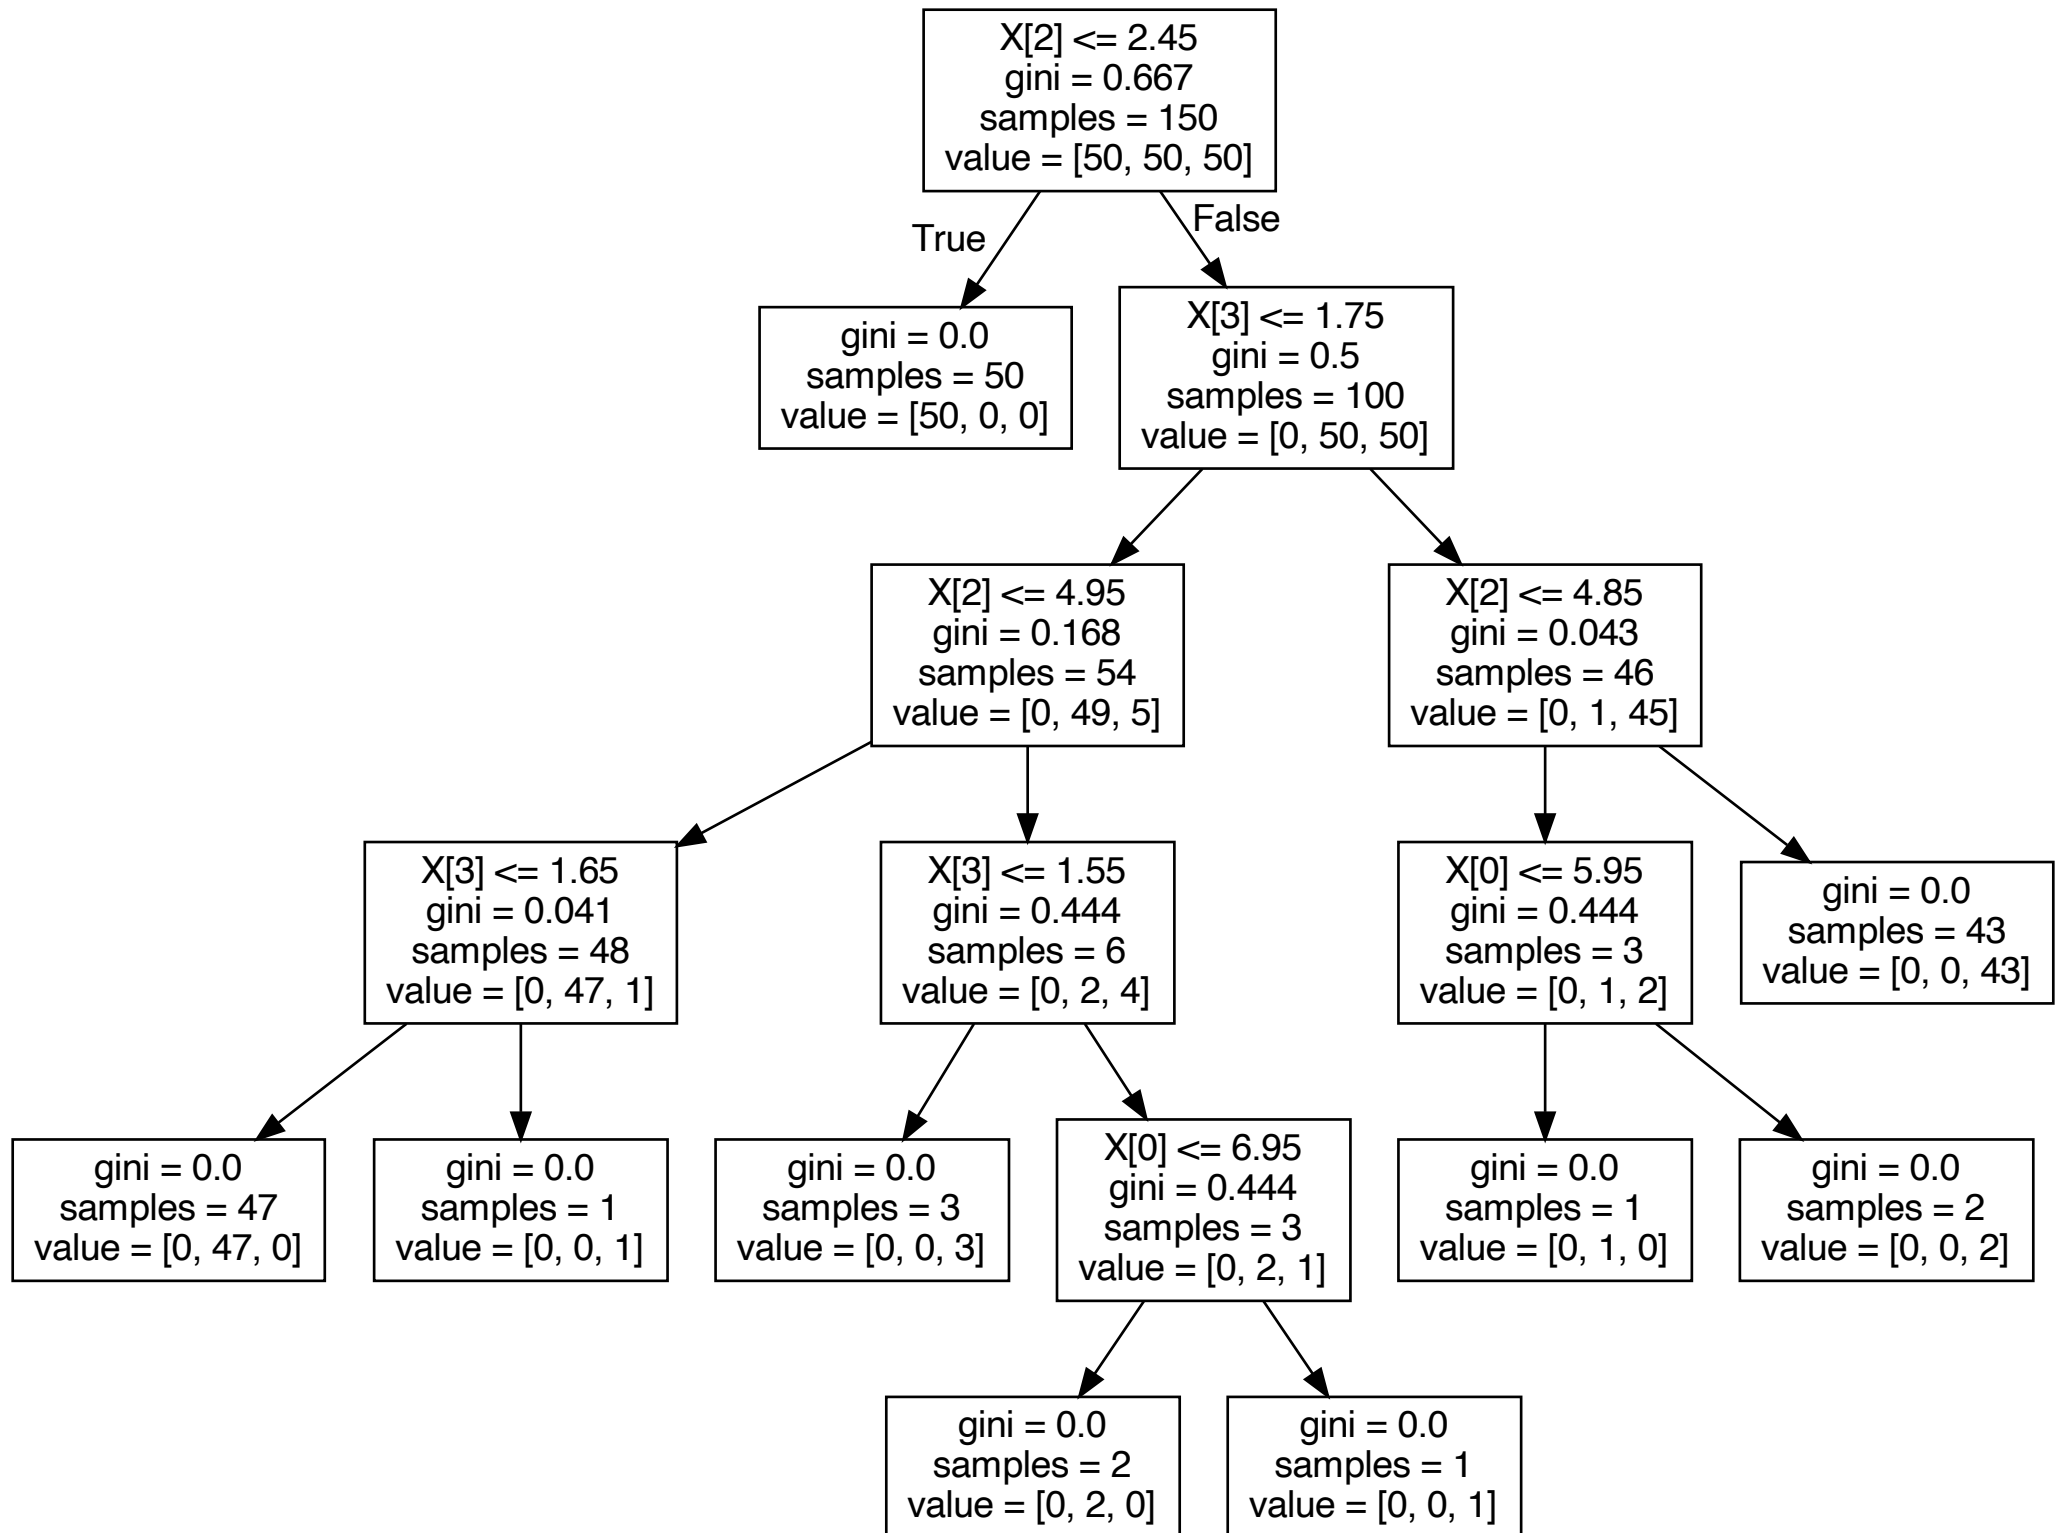 X[2] <= 2.45
gini = 0.667
samples = 150
value = [50, 50, 50]
True
False
gini = 0.0
samples = 50
value = [50, 0, 0]
X[3] <= 1.75
gini = 0.5
samples = 100
value = [0, 50, 50]
X[2] <= 4.95
gini = 0.168
samples = 54
value = [0, 49, 5]
X[2] <= 4.85
gini = 0.043
samples = 46
value = [0, 1, 45]
X[3] <= 1.65
gini = 0.041
samples = 48
value = [0, 47, 1]
X[3] <= 1.55
gini = 0.444
samples = 6
value = [0, 2, 4]
X[0] <= 5.95
gini = 0.444
samples = 3
value = [0, 1, 2]
gini = 0.0
samples = 43
value = [0, 0, 43]
gini = 0.0
samples = 47
value = [0, 47, 0]
gini = 0.0
samples = 1
value = [0, 0, 1]
gini = 0.0
samples = 3
value = [0, 0, 3]
X[0] <= 6.95
gini = 0.444
samples = 3
value = [0, 2, 1]
gini = 0.0
samples = 1
value = [0, 1, 0]
gini = 0.0
samples = 2
value = [0, 0, 2]
gini = 0.0
samples = 2
value = [0, 2, 0]
gini = 0.0
samples = 1
value = [0, 0, 1]